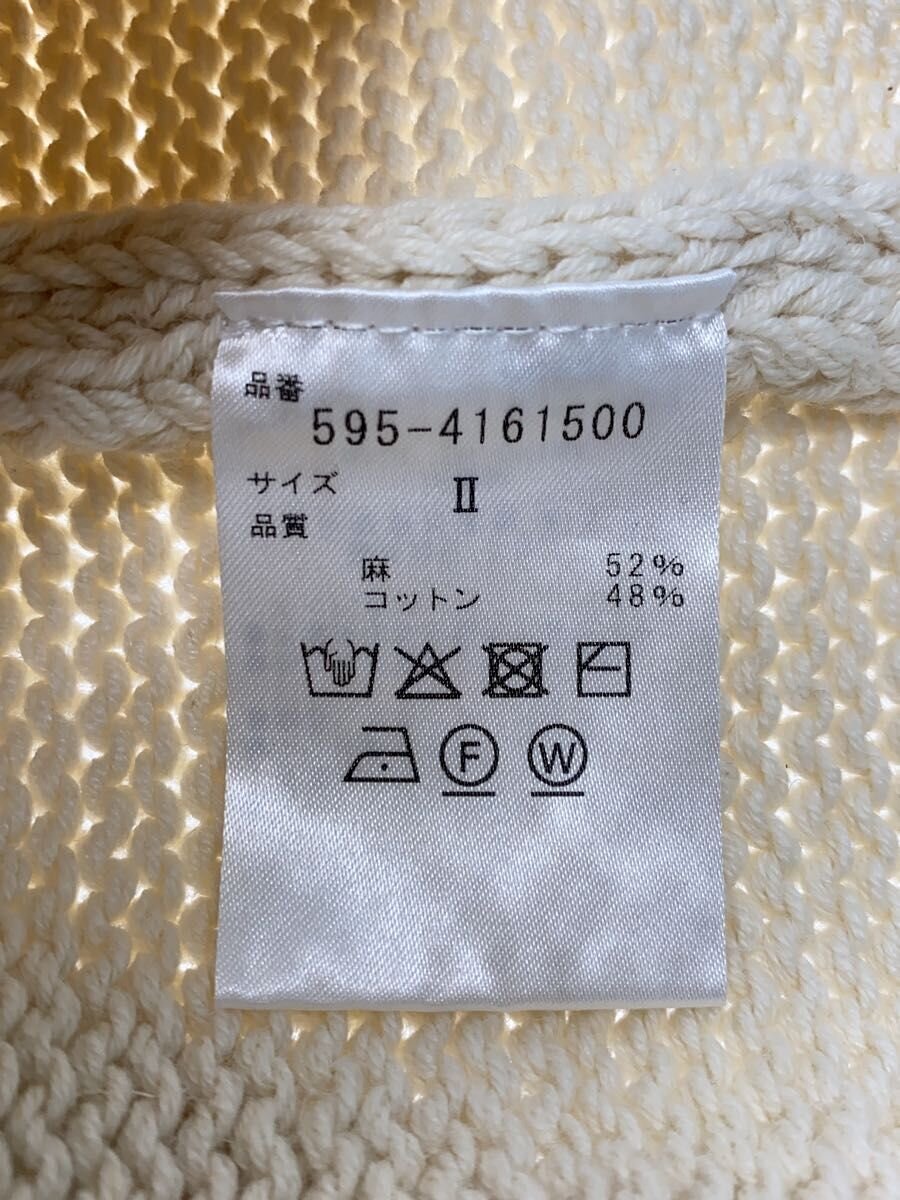 品番
595-4161500
サイズ II
品質
麻 52%
コットン 48%
F W